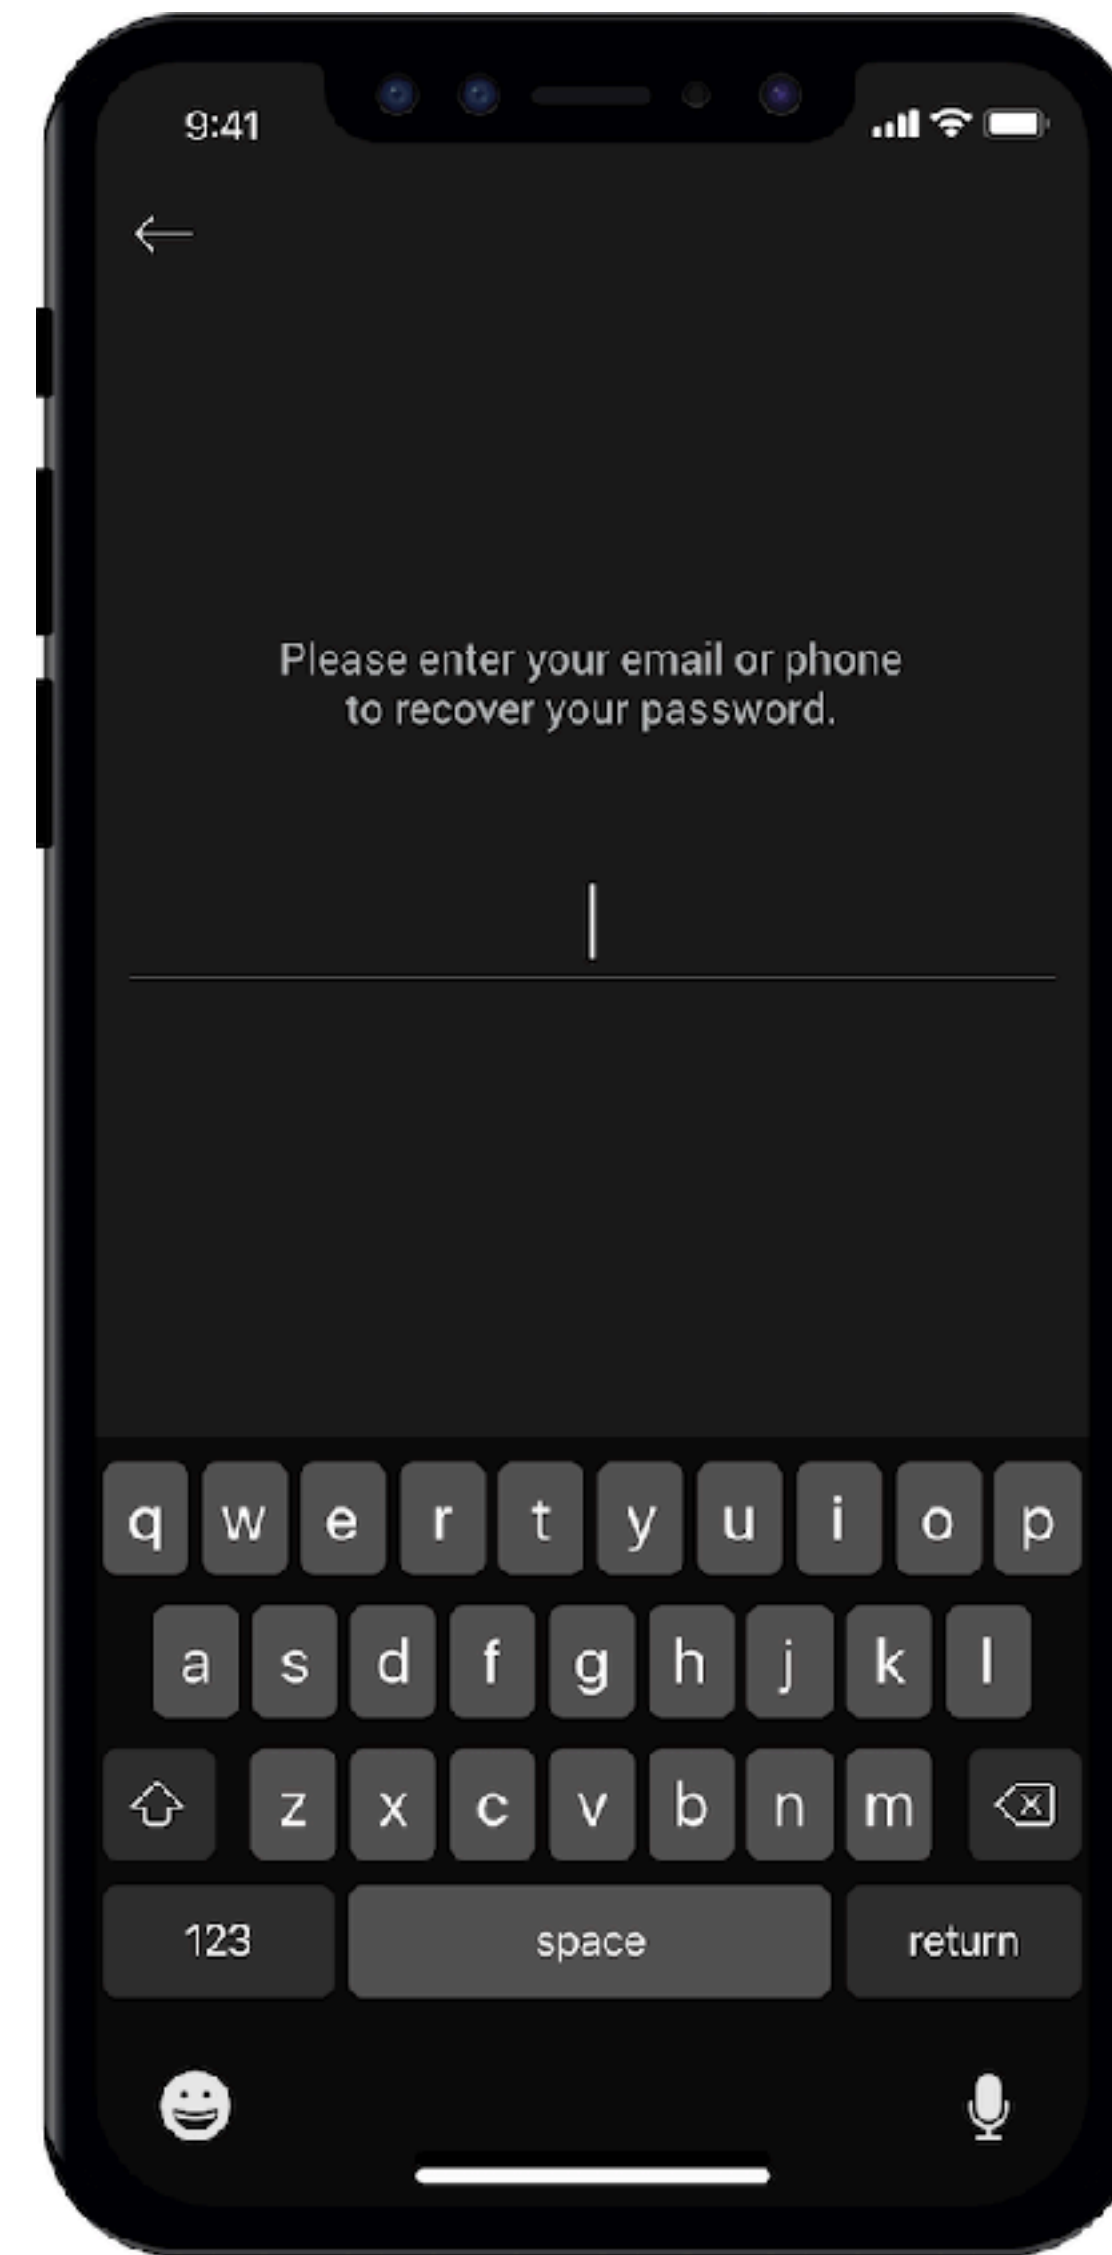 9:41
Please enter your email or phone
to recover your password.
q w e r t y u i o p
a s d f g h j k l
z x c v b n m
123 space return